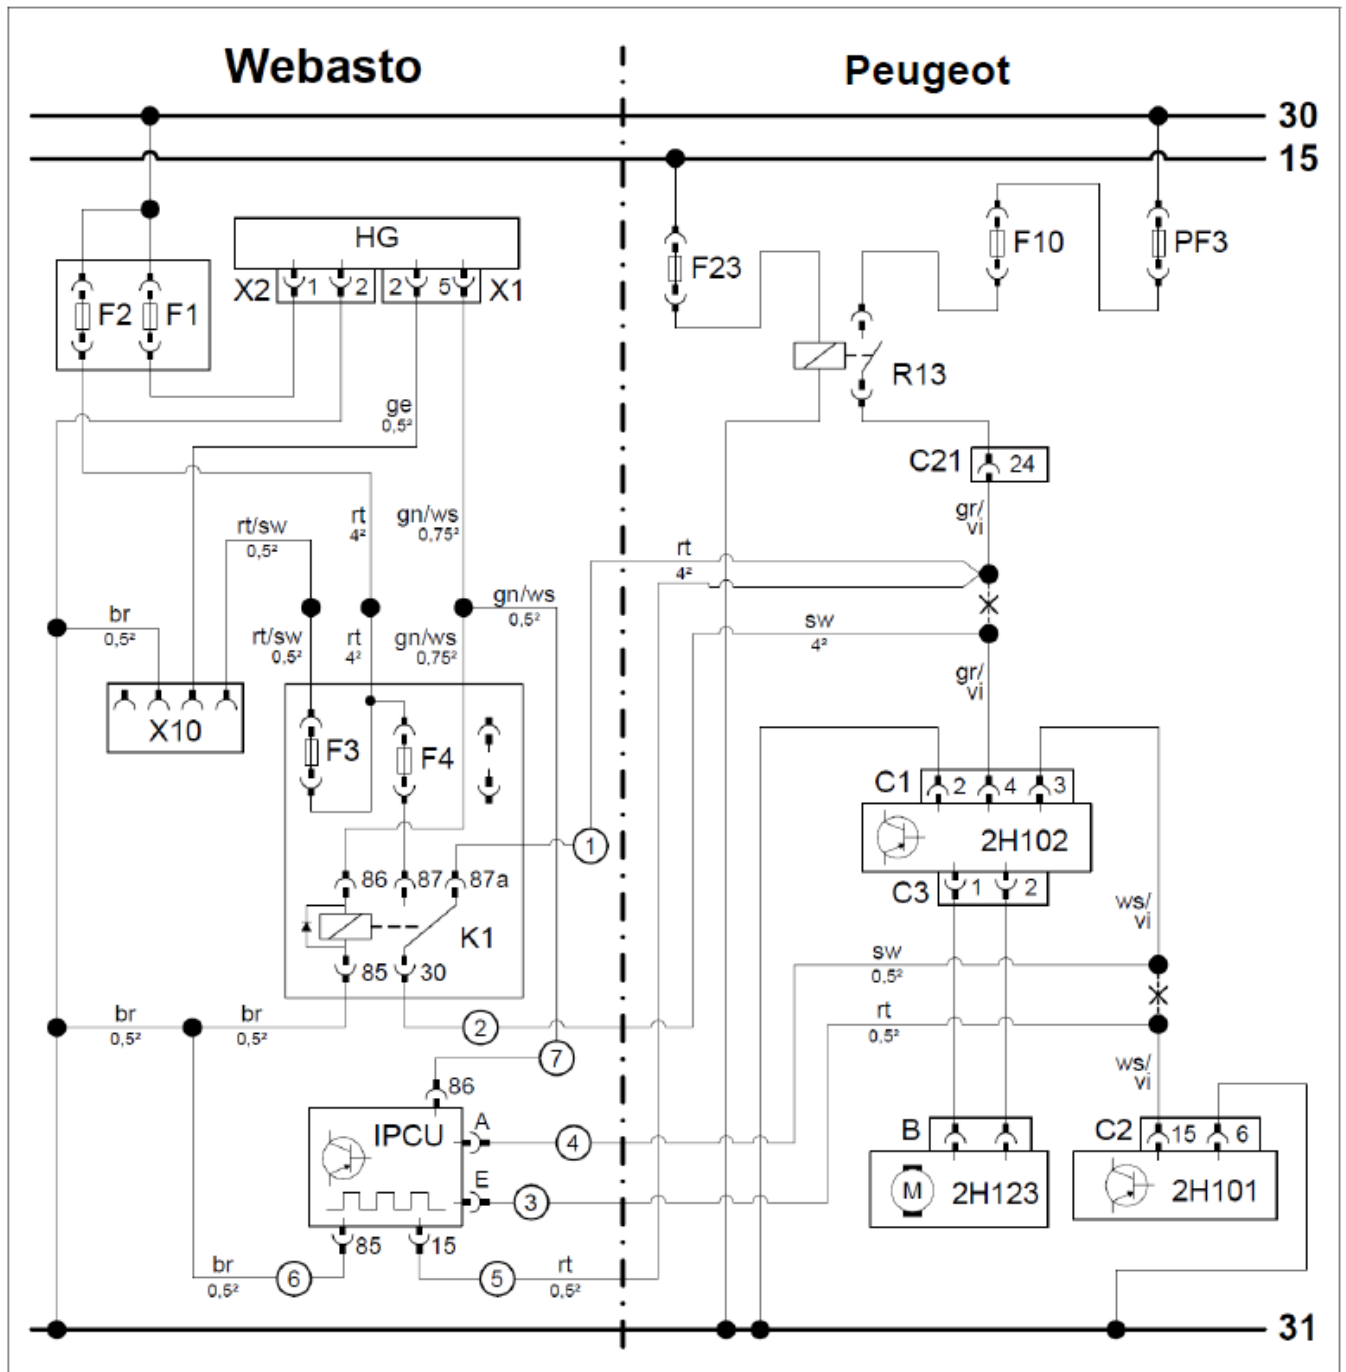 Webasto
Peugeot
30
15
HG
F2
F1
X2
1
2
2
5
X1
F23
F10
PF3
R13
ge
0,5²
C21
24
rt/sw
0,5²
rt
4²
gn/ws
0,75²
gr/
vi
rt
4²
br
0,5²
rt/sw
0,5²
rt
4²
gn/ws
0,75²
gn/ws
0,5²
sw
4²
gr/
vi
X10
F3
F4
C1
2
4
3
1
2H102
86
87
87a
C3
1
2
K1
ws/
vi
85
30
sw
0,5²
br
0,5²
br
0,5²
2
rt
0,5²
7
86
ws/
vi
IPCU
A
4
B
C2
15
6
E
3
M
2H123
2H101
85
15
br
0,5²
6
5
rt
0,5²
31